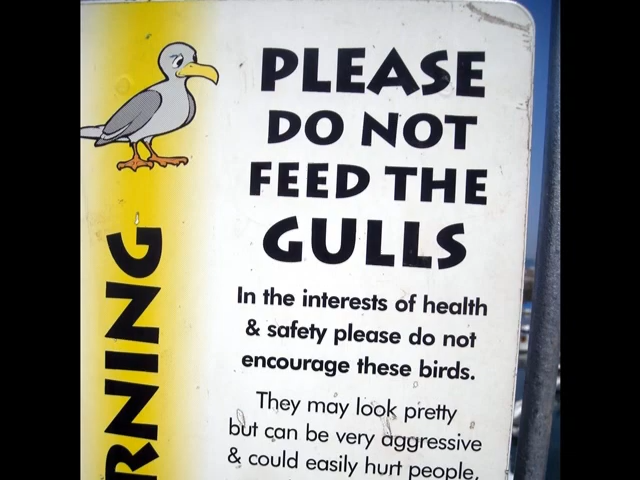 PLEASE
DO NOT
FEED THE
GULLS
In the interests of health
& safety please do not
encourage these birds.
They may look pretty
but can be very aggressive
& could easily hurt people,
RNING